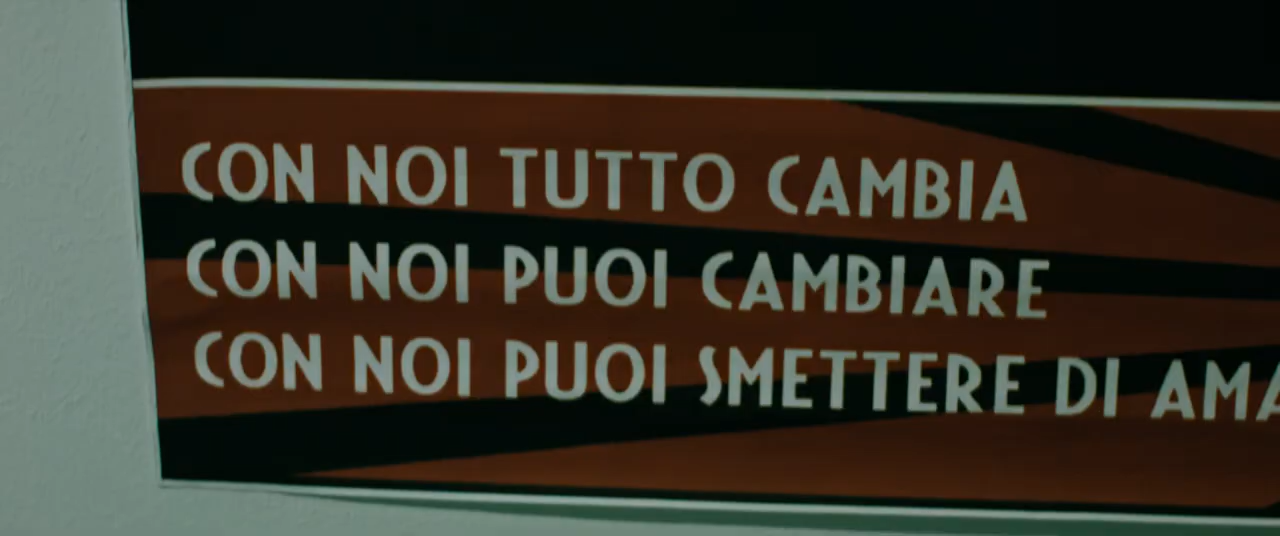 CON NOI TUTTO CAMBIA
CON NOI PUOI CAMBIARE
CON NOI PUOI SMETTERE DI